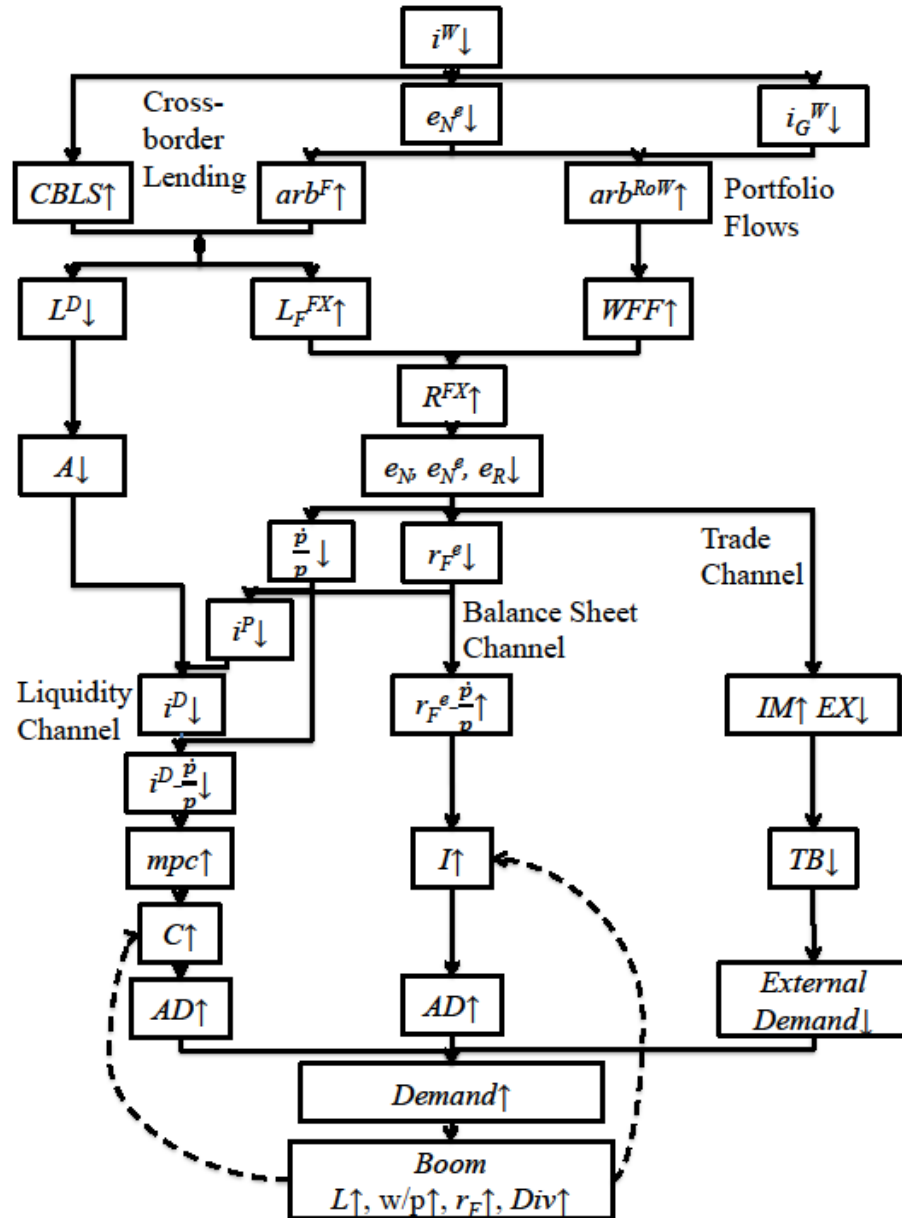 i^W↓
Cross-
border
Lending
e_N^e↓
i_G^W↓
CBLS↑
arb^F↑
arb^RoW↑
Portfolio
Flows
L^D↓
L_F^FX↑
WFF↑
R^FX↑
A↓
e_N, e_N^e, e_R↓
ṗ/p↓
r_F^e↓
Trade
Channel
i^P↓
Balance Sheet
Channel
Liquidity
Channel
i^D↓
r_F^e-ṗ/p↑
IM↑ EX↓
i^D-ṗ/p↓
mpc↑
I↑
TB↓
C↑
AD↑
AD↑
External
Demand↓
Demand↑
Boom
L↑, w/p↑, r_F↑, Div↑